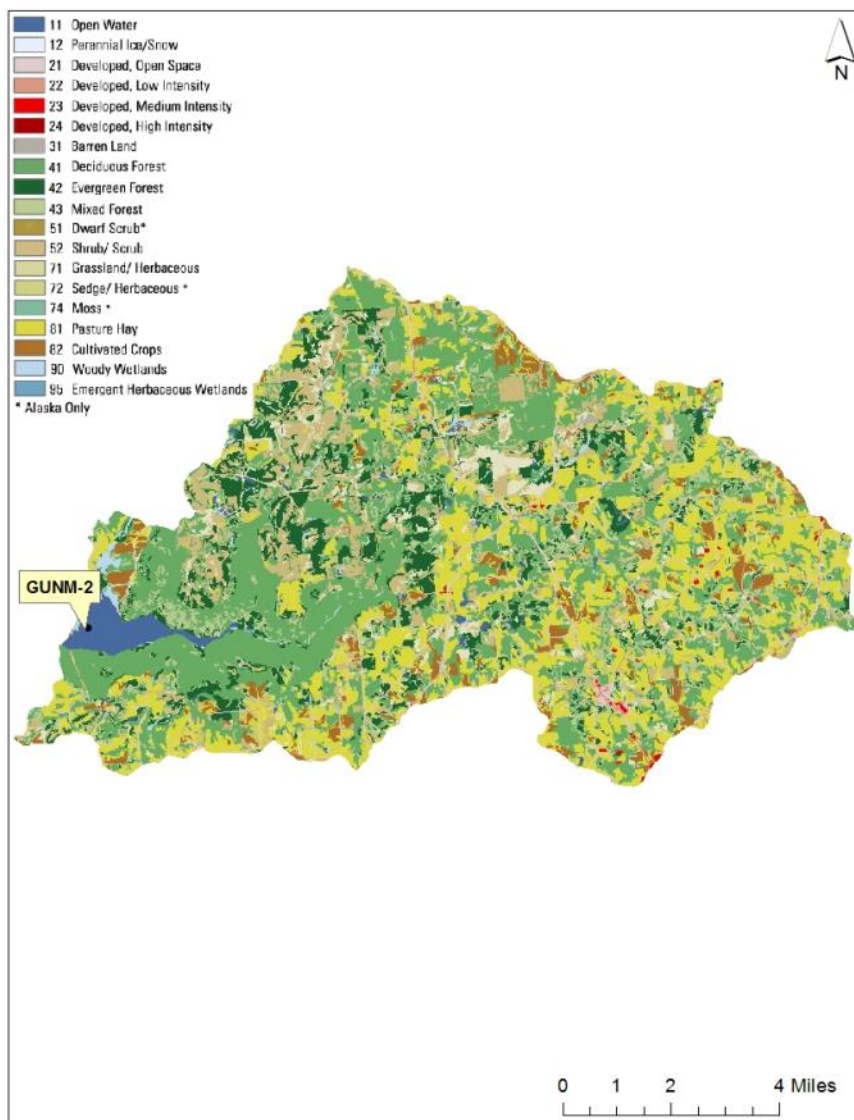 11 Open Water
12 Perennial Ice/Snow
21 Developed, Open Space
22 Developed, Low Intensity
23 Developed, Medium Intensity
24 Developed, High Intensity
31 Barren Land
41 Deciduous Forest
42 Evergreen Forest
43 Mixed Forest
51 Dwarf Scrub*
52 Shrub/ Scrub
71 Grassland/ Herbaceous
72 Sedge/ Herbaceous *
74 Moss *
81 Pasture Hay
82 Cultivated Crops
90 Woody Wetlands
95 Emergent Herbaceous Wetlands
* Alaska Only
N
GUNM-2
0 1 2 4 Miles